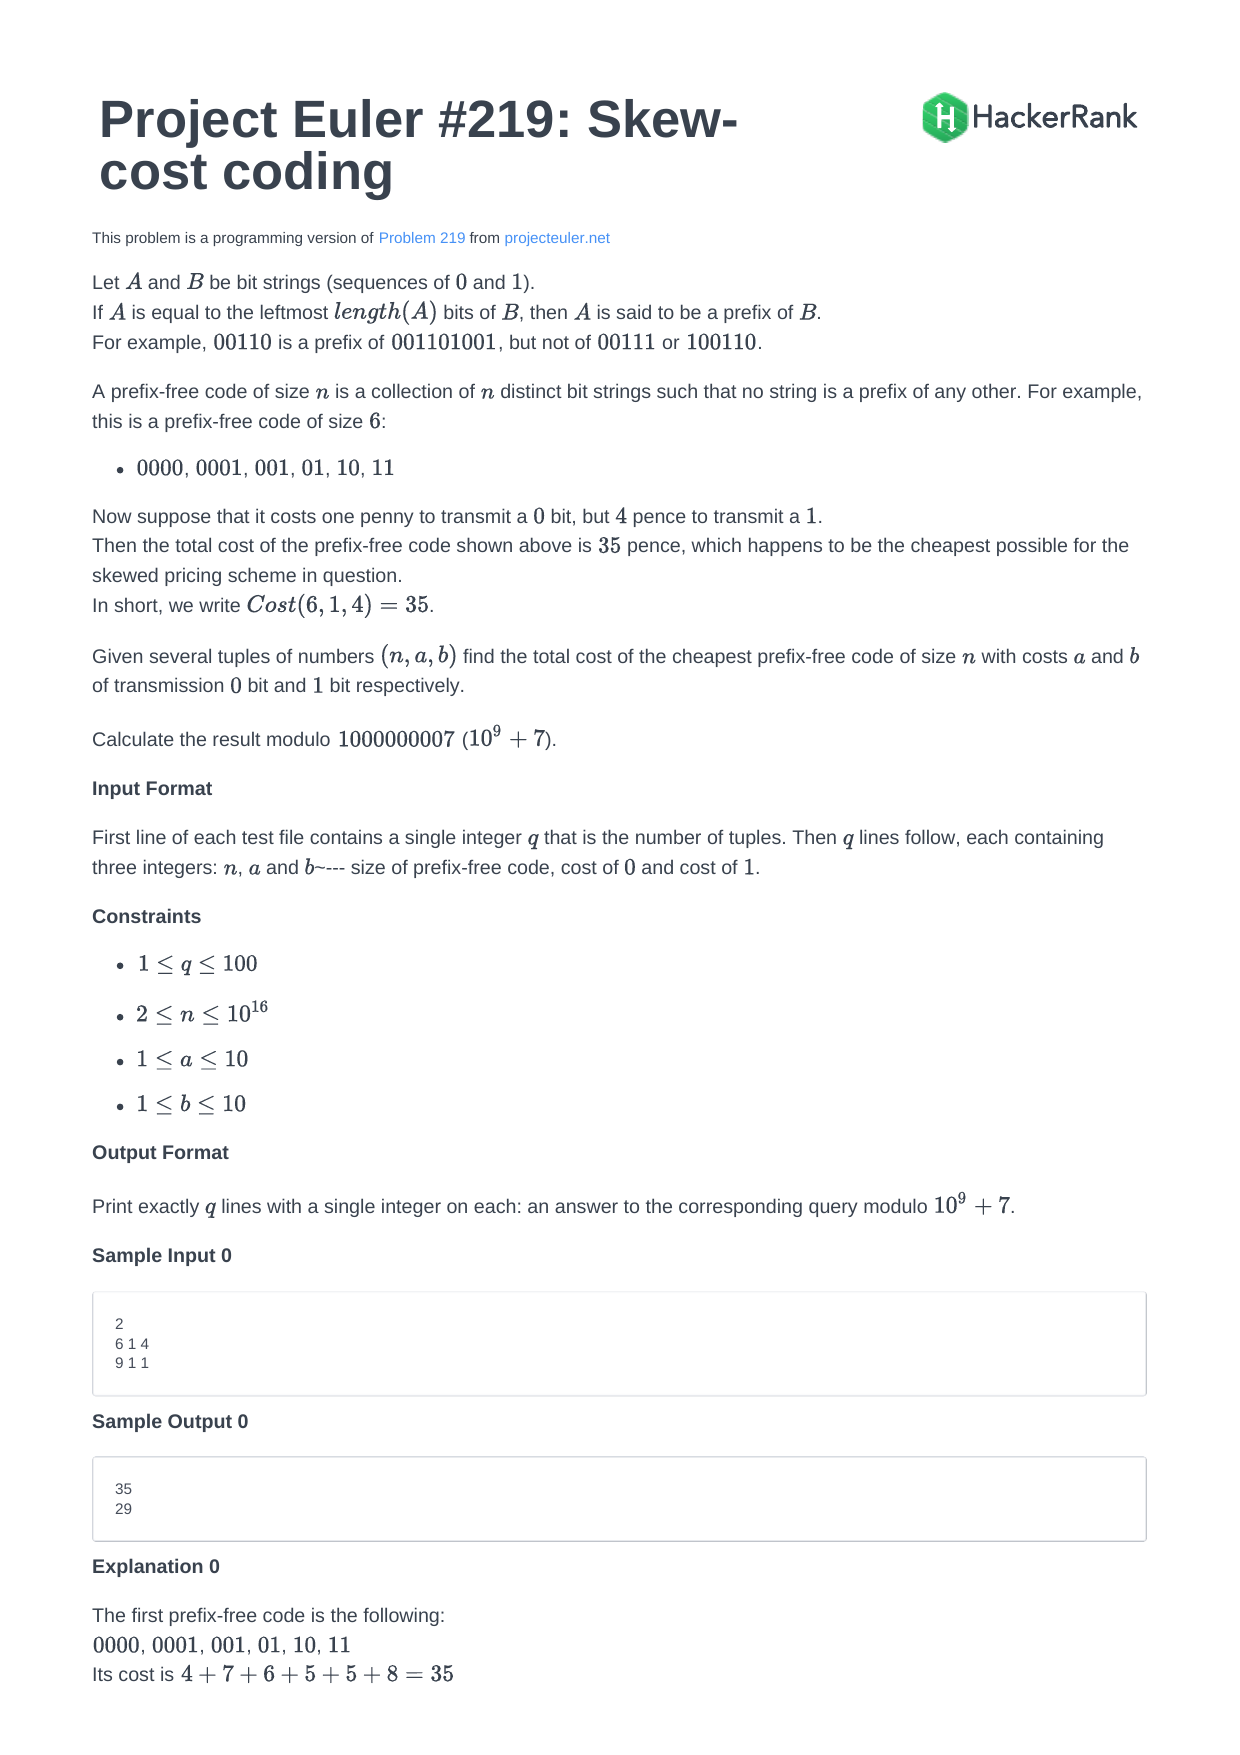 Project Euler #219: Skew-
cost coding
HackerRank
This problem is a programming version of Problem 219 from projecteuler.net
Let A and B be bit strings (sequences of 0 and 1).
If A is equal to the leftmost length(A) bits of B, then A is said to be a prefix of B.
For example, 00110 is a prefix of 001101001, but not of 00111 or 100110.
A prefix-free code of size n is a collection of n distinct bit strings such that no string is a prefix of any other. For example,
this is a prefix-free code of size 6:
• 0000, 0001, 001, 01, 10, 11
Now suppose that it costs one penny to transmit a 0 bit, but 4 pence to transmit a 1.
Then the total cost of the prefix-free code shown above is 35 pence, which happens to be the cheapest possible for the
skewed pricing scheme in question.
In short, we write Cost(6, 1, 4) = 35.
Given several tuples of numbers (n, a, b) find the total cost of the cheapest prefix-free code of size n with costs a and b
of transmission 0 bit and 1 bit respectively.
Calculate the result modulo 1000000007 (10^9 + 7).
Input Format
First line of each test file contains a single integer q that is the number of tuples. Then q lines follow, each containing
three integers: n, a and b~--- size of prefix-free code, cost of 0 and cost of 1.
Constraints
• 1 ≤ q ≤ 100
• 2 ≤ n ≤ 10^16
• 1 ≤ a ≤ 10
• 1 ≤ b ≤ 10
Output Format
Print exactly q lines with a single integer on each: an answer to the corresponding query modulo 10^9 + 7.
Sample Input 0
2
6 1 4
9 1 1
Sample Output 0
35
29
Explanation 0
The first prefix-free code is the following:
0000, 0001, 001, 01, 10, 11
Its cost is 4 + 7 + 6 + 5 + 5 + 8 = 35